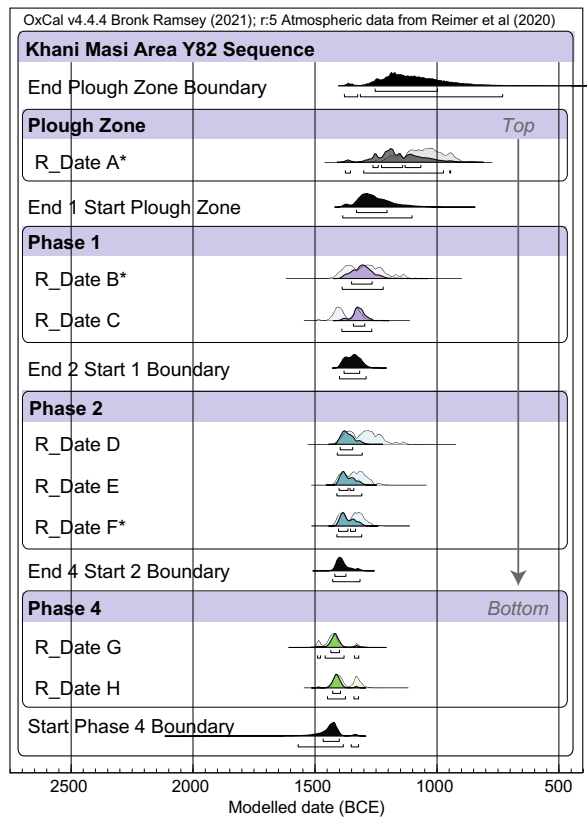 OxCal v4.4.4 Bronk Ramsey (2021); r:5 Atmospheric data from Reimer et al (2020)
Khani Masi Area Y82 Sequence
End Plough Zone Boundary
Plough Zone Top
R_Date A*
End 1 Start Plough Zone
Phase 1
R_Date B*
R_Date C
End 2 Start 1 Boundary
Phase 2
R_Date D
R_Date E
R_Date F*
End 4 Start 2 Boundary
Phase 4 Bottom
R_Date G
R_Date H
Start Phase 4 Boundary
2500 2000 1500 1000 500
Modelled date (BCE)